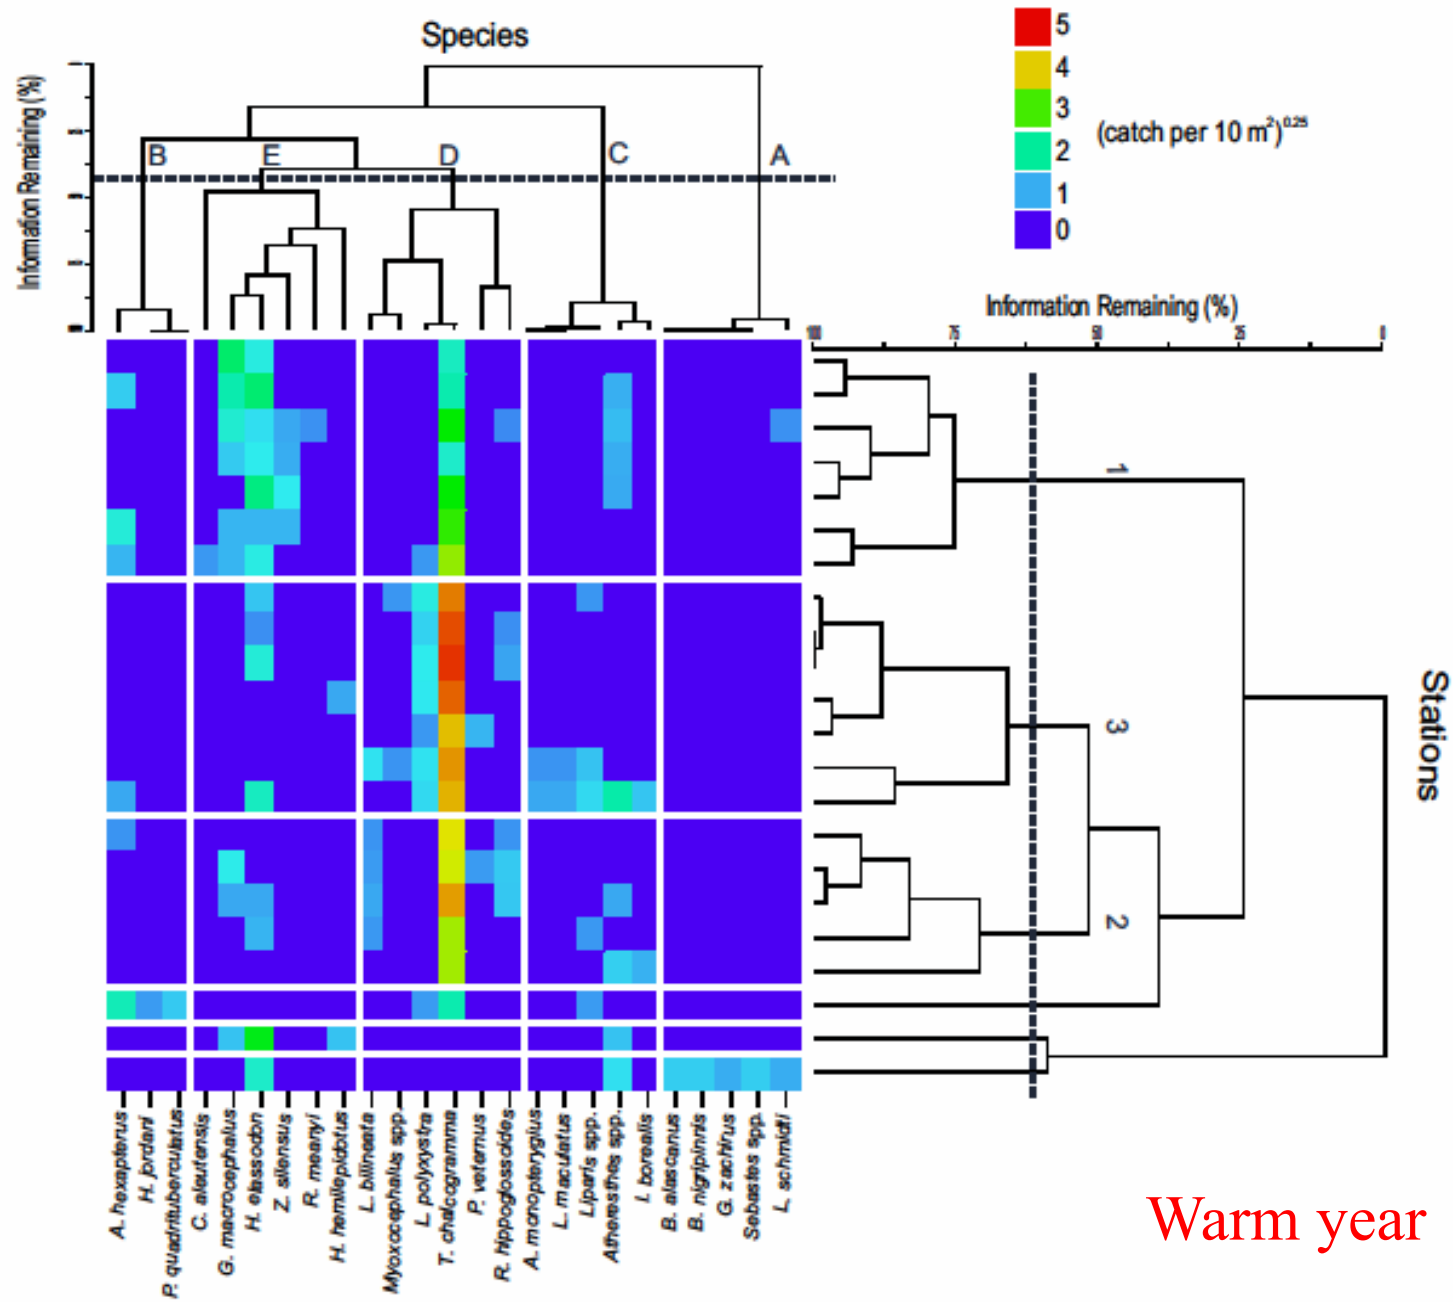 Species
Information Remaining (%)
B
E
D
C
A
5
4
3
2
1
0
(catch per 10 m²)^0.25
Information Remaining (%)
100
75
50
25
0
1
3
2
Stations
A. hexapterus
H. jordani
P. quadrituberculatus
C. aleutensis
G. macrocephalus
H. elassodon
Z. silensus
R. meanyi
H. hemilepidotus
L. bilineata
Myoxocephalus spp.
L. polyxystra
T. chalcogramma
P. veternus
R. hippoglossoides
A. monopterygius
L. maculatus
Liparis spp.
Atheresthes spp.
I. borealis
B. alascanus
B. nigripinnis
G. zachirus
Sebastes spp.
L. schmidti
Warm year